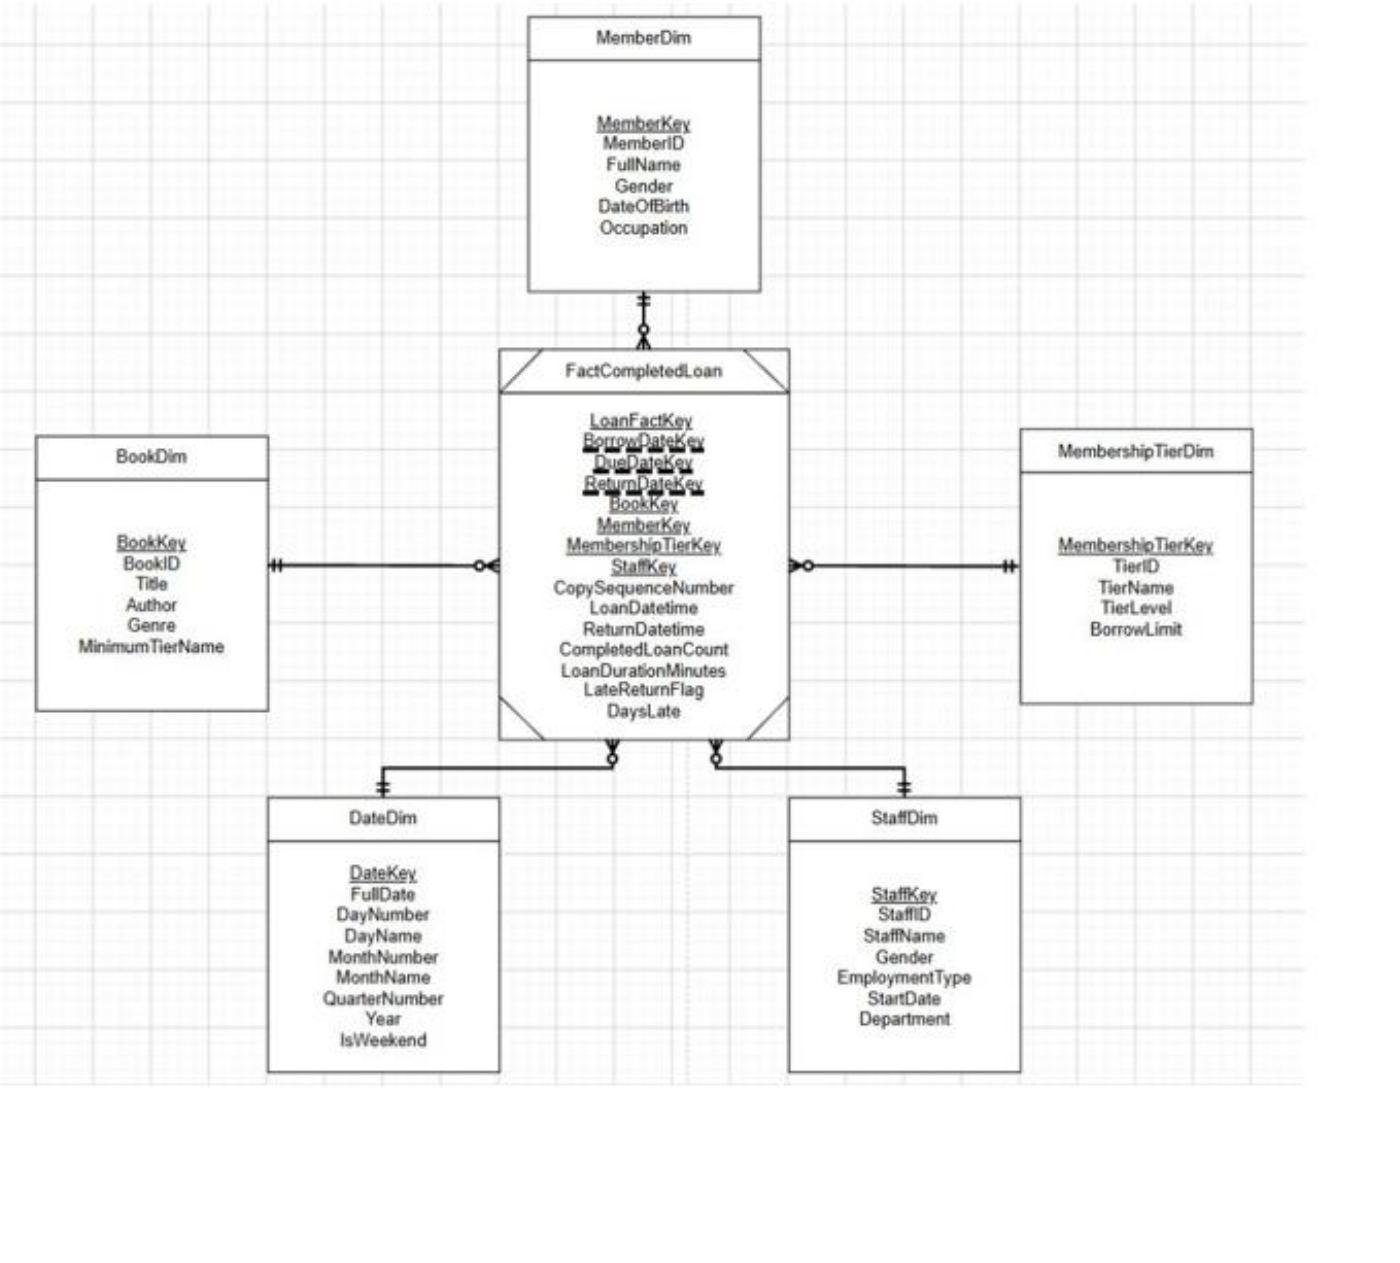 MemberDim
MemberKey
MemberID
FullName
Gender
DateOfBirth
Occupation
FactCompletedLoan
LoanFactKey
BorrowDateKey
DueDateKey
ReturnDateKey
BookKey
MemberKey
MembershipTierKey
StaffKey
CopySequenceNumber
LoanDatetime
ReturnDatetime
CompletedLoanCount
LoanDurationMinutes
LateReturnFlag
DaysLate
BookDim
BookKey
BookID
Title
Author
Genre
MinimumTierName
MembershipTierDim
MembershipTierKey
TierID
TierName
TierLevel
BorrowLimit
DateDim
DateKey
FullDate
DayNumber
DayName
MonthNumber
MonthName
QuarterNumber
Year
IsWeekend
StaffDim
StaffKey
StaffID
StaffName
Gender
EmploymentType
StartDate
Department